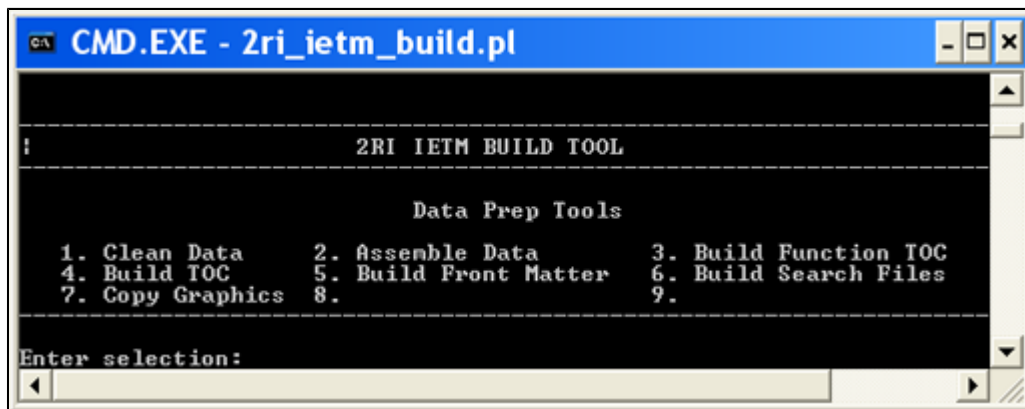 CMD.EXE - 2ri_ietm_build.pl
2RI IETM BUILD TOOL
Data Prep Tools
1. Clean Data 2. Assemble Data 3. Build Function TOC
4. Build TOC 5. Build Front Matter 6. Build Search Files
7. Copy Graphics 8. 9.
Enter selection: